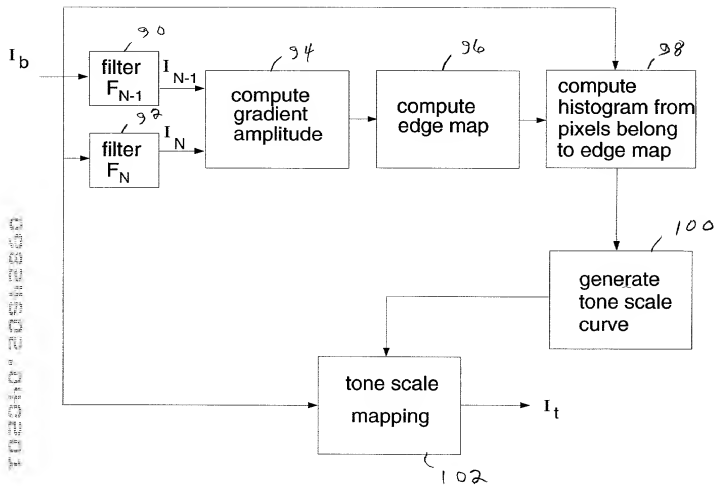 I_b
90
filter
F_N-1
I_N-1
92
filter
F_N
I_N
94
compute
gradient
amplitude
96
compute
edge map
98
compute
histogram from
pixels belong
to edge map
100
generate
tone scale
curve
tone scale
mapping
102
I_t